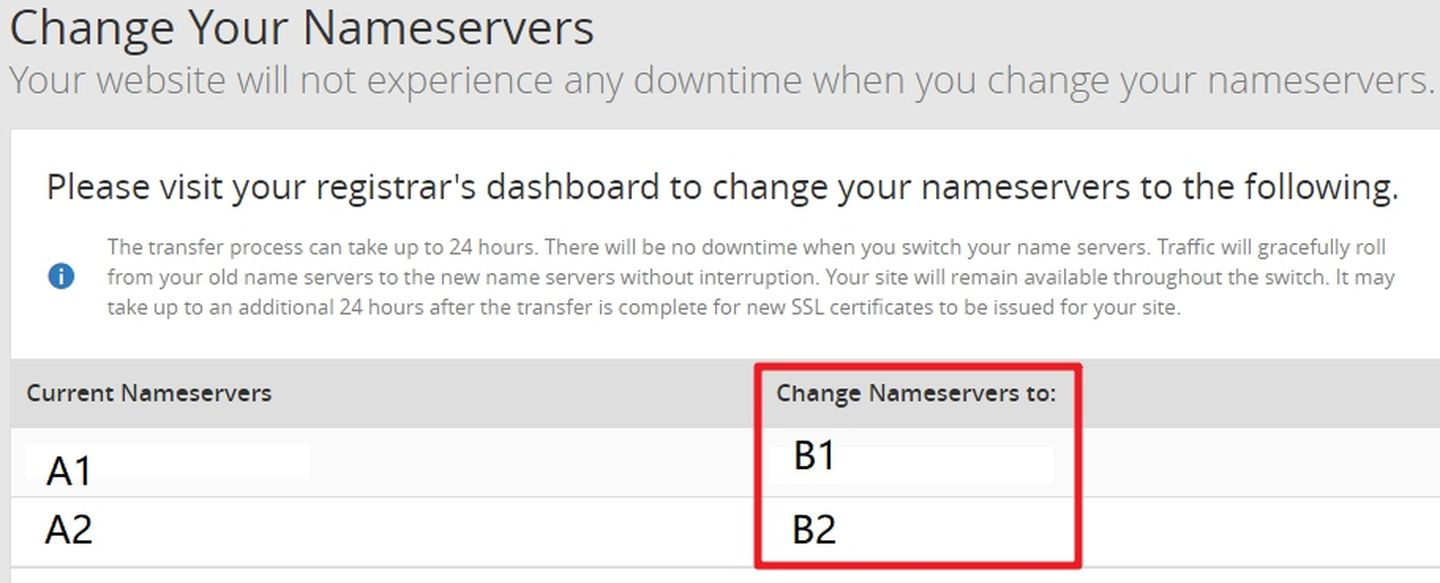 Change Your Nameservers
Your website will not experience any downtime when you change your nameservers.
Please visit your registrar's dashboard to change your nameservers to the following.
The transfer process can take up to 24 hours. There will be no downtime when you switch your name servers. Traffic will gracefully roll
from your old name servers to the new name servers without interruption. Your site will remain available throughout the switch. It may
take up to an additional 24 hours after the transfer is complete for new SSL certificates to be issued for your site.
Current Nameservers Change Nameservers to:
A1 B1
A2 B2